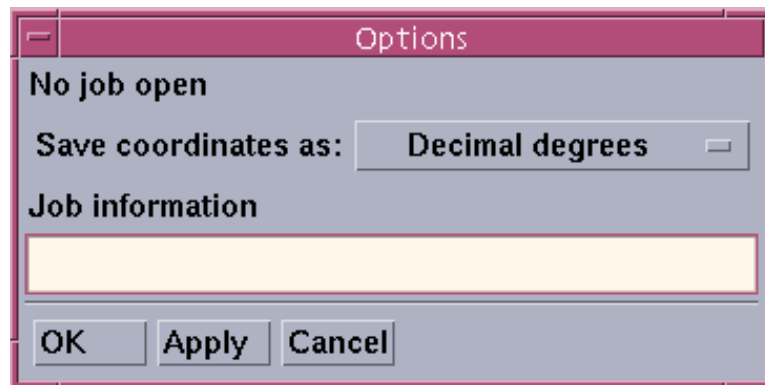 Options
No job open
Save coordinates as: Decimal degrees
Job information
OK Apply Cancel